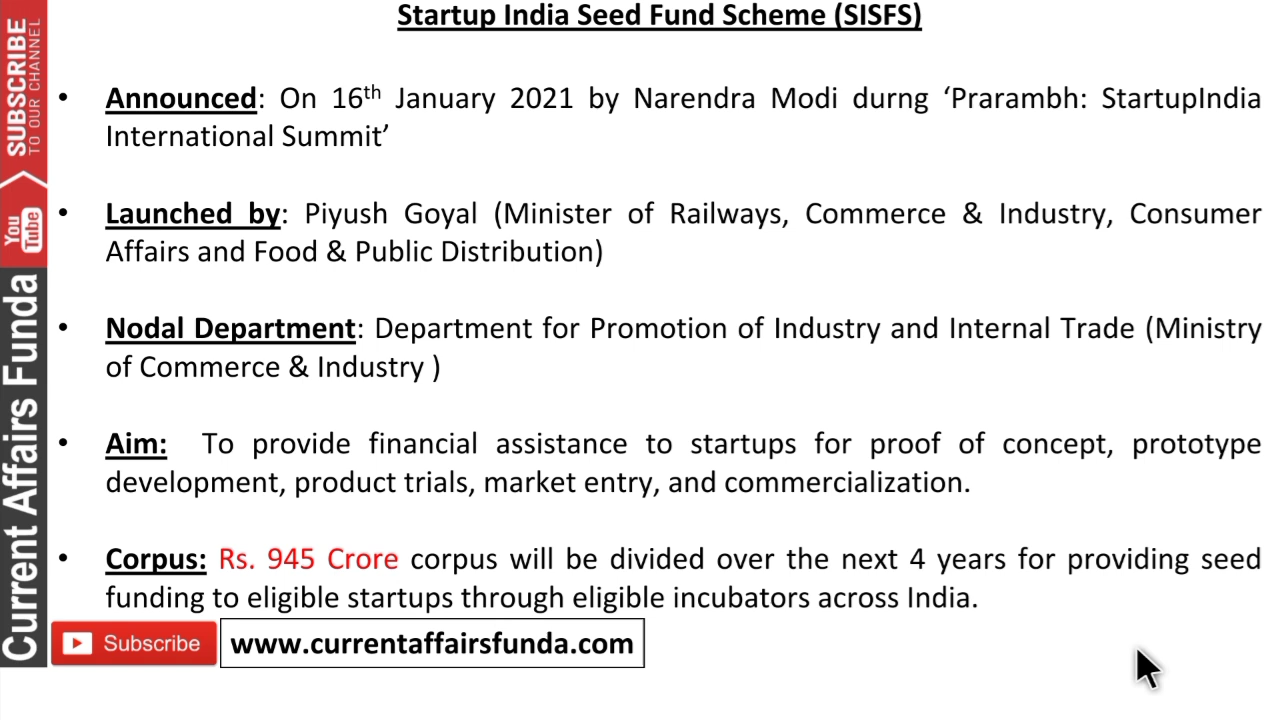 Startup India Seed Fund Scheme (SISFS)
• Announced: On 16th January 2021 by Narendra Modi durng ‘Prarambh: StartupIndia
International Summit’
• Launched by: Piyush Goyal (Minister of Railways, Commerce & Industry, Consumer
Affairs and Food & Public Distribution)
• Nodal Department: Department for Promotion of Industry and Internal Trade (Ministry
of Commerce & Industry )
• Aim: To provide financial assistance to startups for proof of concept, prototype
development, product trials, market entry, and commercialization.
• Corpus: Rs. 945 Crore corpus will be divided over the next 4 years for providing seed
funding to eligible startups through eligible incubators across India.
Subscribe
www.currentaffairsfunda.com
SUBSCRIBE
TO OUR CHANNEL
You
Tube
Current Affairs Funda